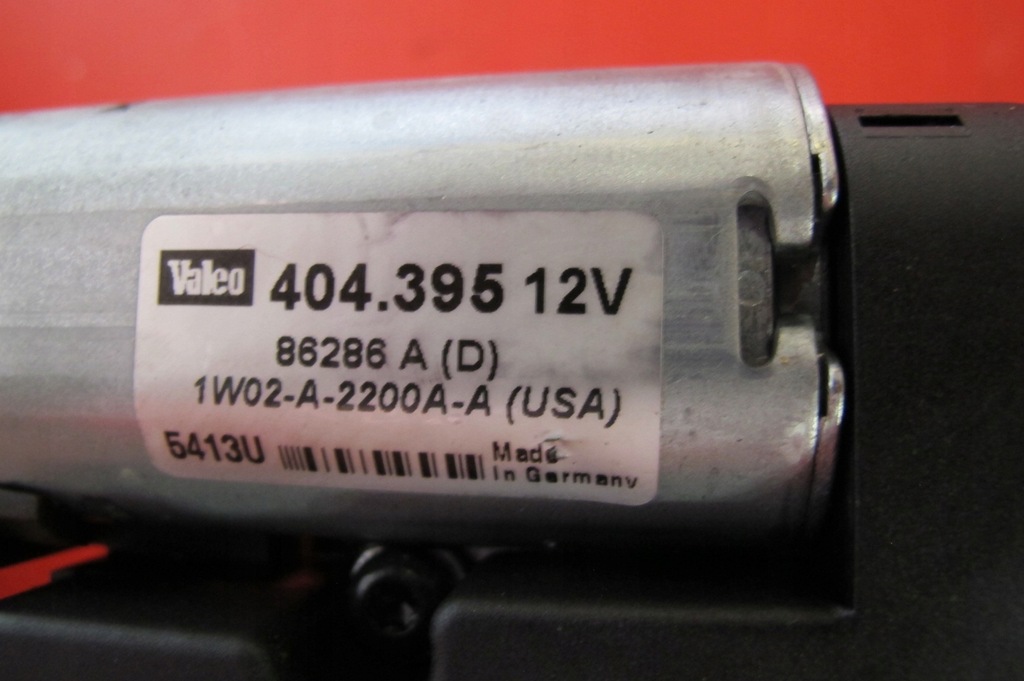 Valeo 404.395 12V
86286 A (D)
1W02-A-2200A-A (USA)
5413U Made
in Germany